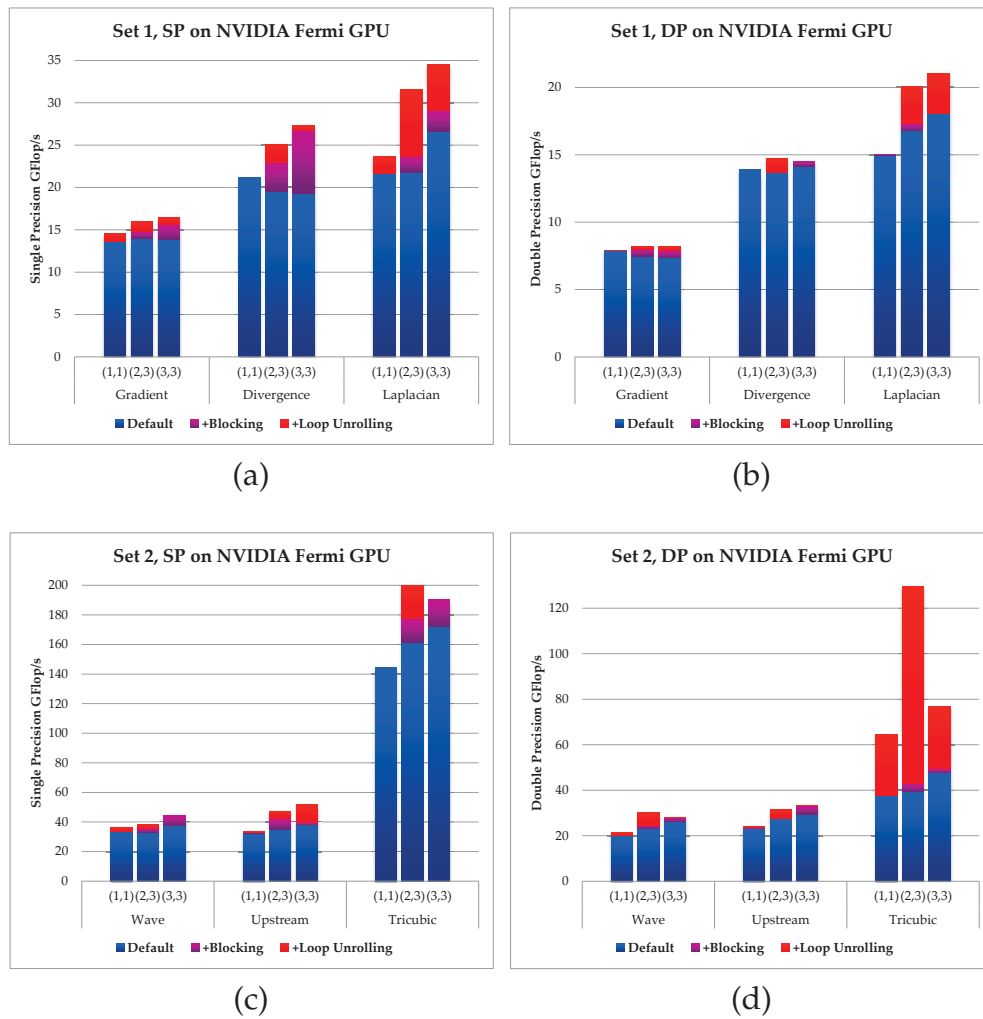 Set 1, SP on NVIDIA Fermi GPU
Single Precision GFlop/s
35
30
25
20
15
10
5
0
(1,1) (2,3) (3,3) (1,1) (2,3) (3,3) (1,1) (2,3) (3,3)
Gradient Divergence Laplacian
Default +Blocking +Loop Unrolling
(a)
Set 1, DP on NVIDIA Fermi GPU
Double Precision GFlop/s
20
15
10
5
0
(1,1) (2,3) (3,3) (1,1) (2,3) (3,3) (1,1) (2,3) (3,3)
Gradient Divergence Laplacian
Default +Blocking +Loop Unrolling
(b)
Set 2, SP on NVIDIA Fermi GPU
Single Precision GFlop/s
200
180
160
140
120
100
80
60
40
20
0
(1,1) (2,3) (3,3) (1,1) (2,3) (3,3) (1,1) (2,3) (3,3)
Wave Upstream Tricubic
Default +Blocking +Loop Unrolling
(c)
Set 2, DP on NVIDIA Fermi GPU
Double Precision GFlop/s
120
100
80
60
40
20
0
(1,1) (2,3) (3,3) (1,1) (2,3) (3,3) (1,1) (2,3) (3,3)
Wave Upstream Tricubic
Default +Blocking +Loop Unrolling
(d)